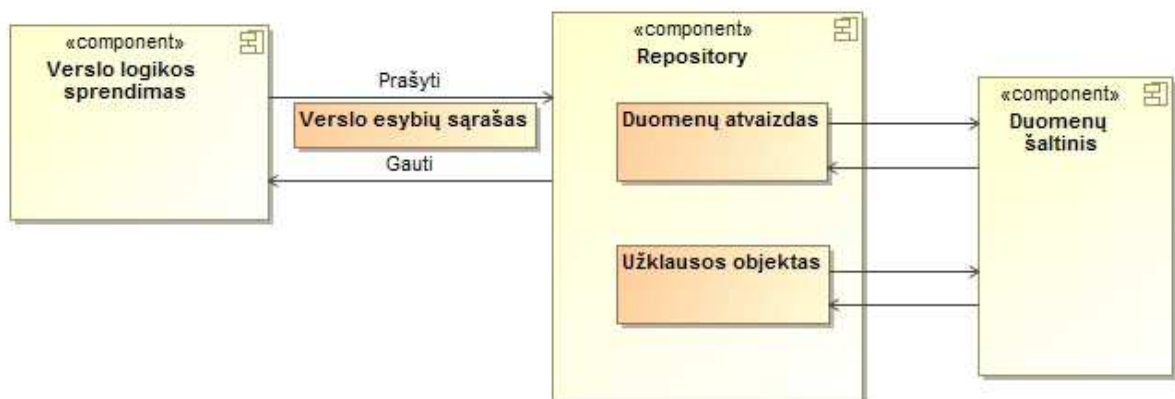 «component»
Verslo logikos
sprendimas
Prašyti
Verslo esybių sąrašas
Gauti
«component»
Repository
Duomenų atvaizdas
Užklausos objektas
«component»
Duomenų
šaltinis